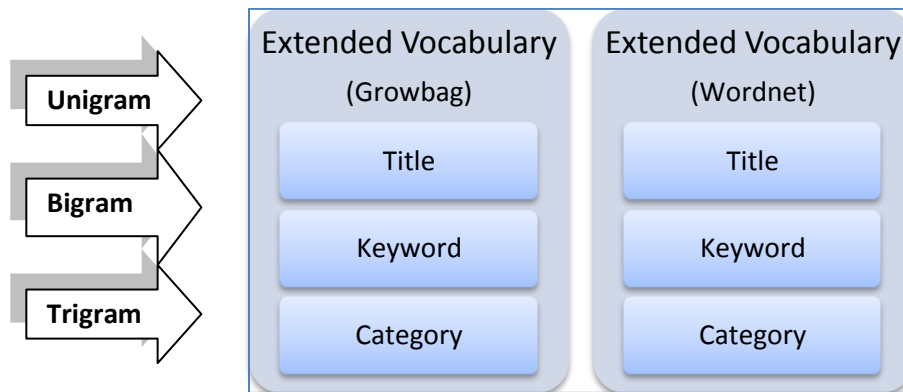 Unigram
Bigram
Trigram
Extended Vocabulary
(Growbag)
Title
Keyword
Category
Extended Vocabulary
(Wordnet)
Title
Keyword
Category